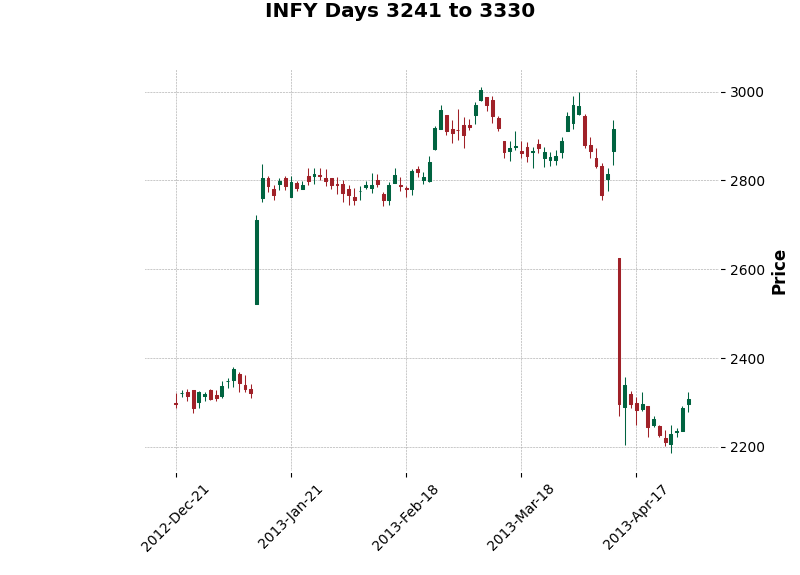 INFY Days 3241 to 3330
3000
2800
2600
2400
2200
Price
2012-Dec-21
2013-Jan-21
2013-Feb-18
2013-Mar-18
2013-Apr-17